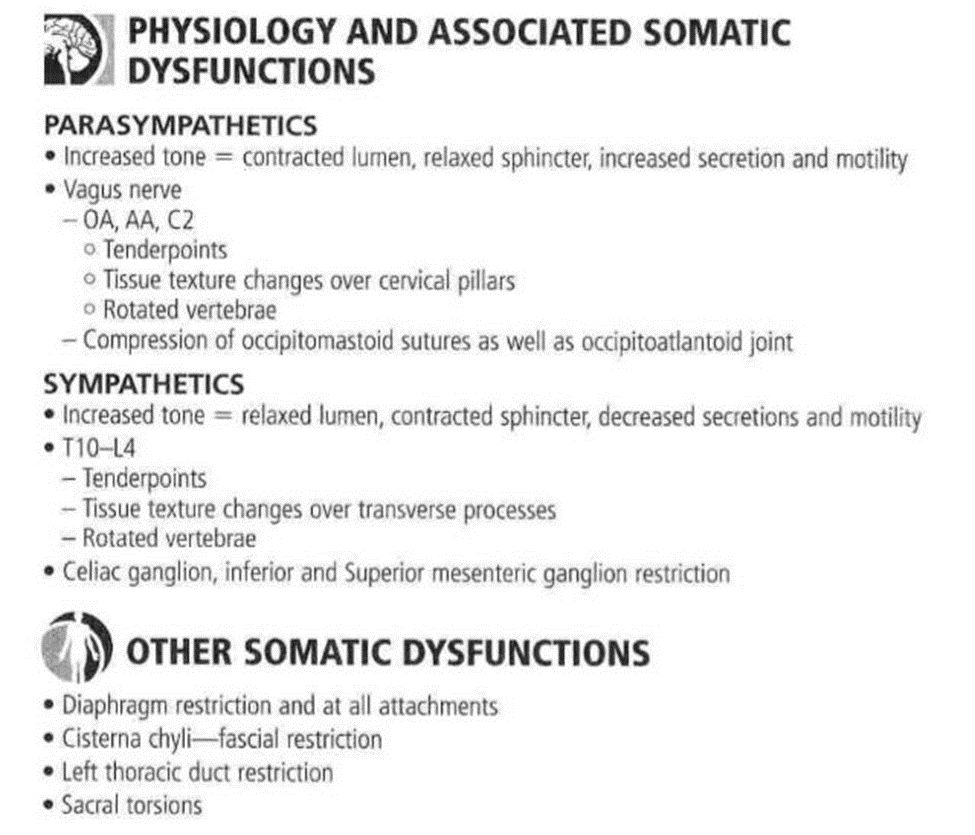 PHYSIOLOGY AND ASSOCIATED SOMATIC
DYSFUNCTIONS
PARASYMPATHETICS
• Increased tone = contracted lumen, relaxed sphincter, increased secretion and motility
• Vagus nerve
– OA, AA, C2
○ Tenderpoints
○ Tissue texture changes over cervical pillars
○ Rotated vertebrae
– Compression of occipitomastoid sutures as well as occipitoatlantoid joint
SYMPATHETICS
• Increased tone = relaxed lumen, contracted sphincter, decreased secretions and motility
• T10–L4
– Tenderpoints
– Tissue texture changes over transverse processes
– Rotated vertebrae
• Celiac ganglion, inferior and Superior mesenteric ganglion restriction
OTHER SOMATIC DYSFUNCTIONS
• Diaphragm restriction and at all attachments
• Cisterna chyli—fascial restriction
• Left thoracic duct restriction
• Sacral torsions